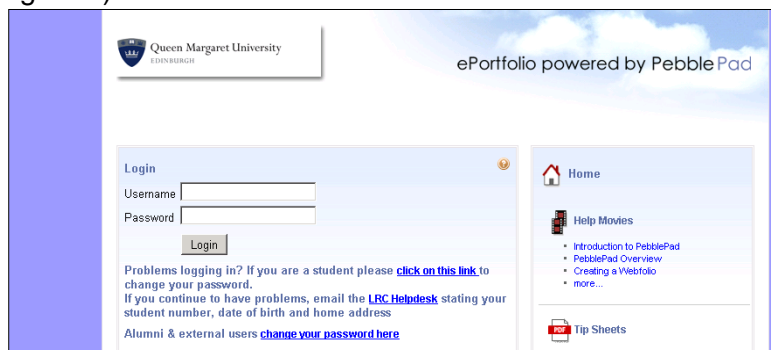 Queen Margaret University
EDINBURGH
ePortfolio powered by PebblePad
Login
Username
Password
Login
Problems logging in? If you are a student please click on this link to
change your password.
If you continue to have problems, email the LRC Helpdesk stating your
student number, date of birth and home address
Alumni & external users change your password here
Home
Help Movies
Introduction to PebblePad
PebblePad Overview
Creating a Webfolio
more...
PDF Tip Sheets